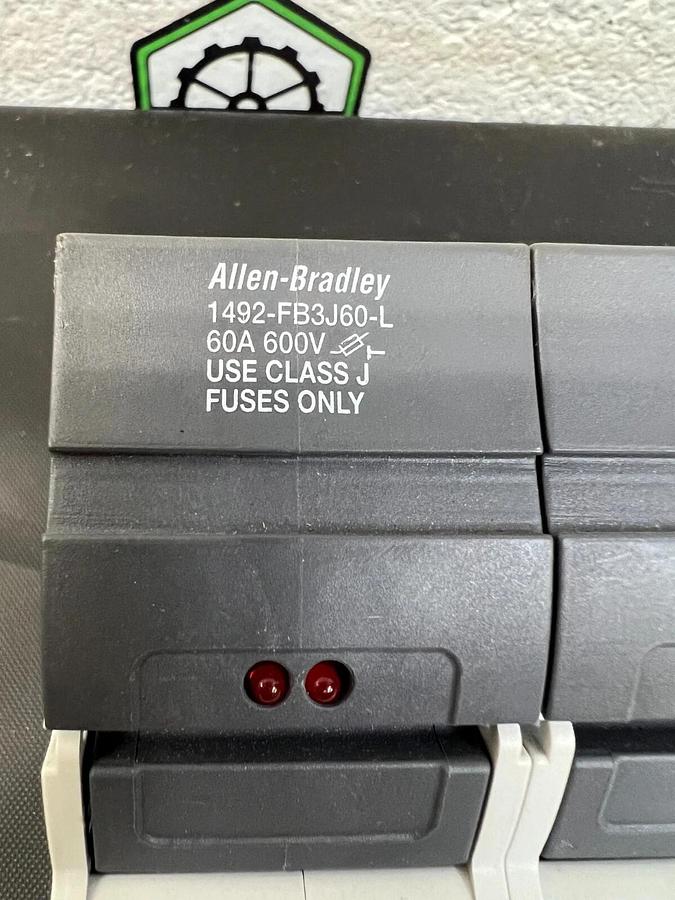 Allen-Bradley
1492-FB3J60-L
60A 600V
USE CLASS J
FUSES ONLY